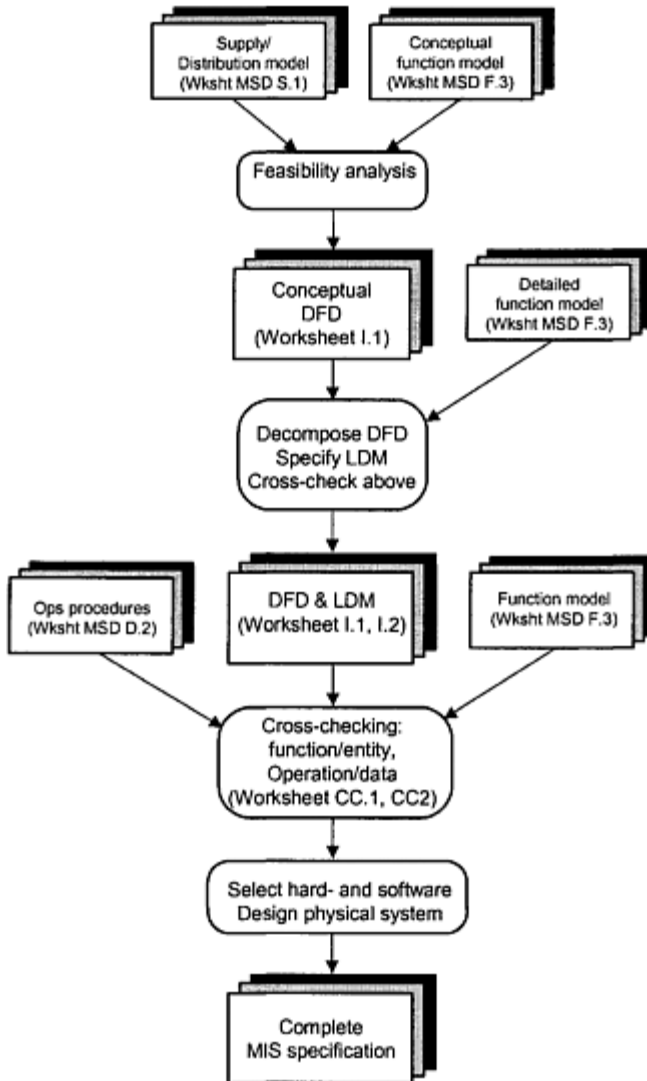 Supply/
Distribution model
(Wksht MSD S.1)
Conceptual
function model
(Wksht MSD F.3)
Feasibility analysis
Conceptual
DFD
(Worksheet I.1)
Detailed
function model
(Wksht MSD F.3)
Decompose DFD
Specify LDM
Cross-check above
Ops procedures
(Wksht MSD D.2)
DFD & LDM
(Worksheet I.1, I.2)
Function model
(Wksht MSD F.3)
Cross-checking:
function/entity,
Operation/data
(Worksheet CC.1, CC2)
Select hard- and software
Design physical system
Complete
MIS specification